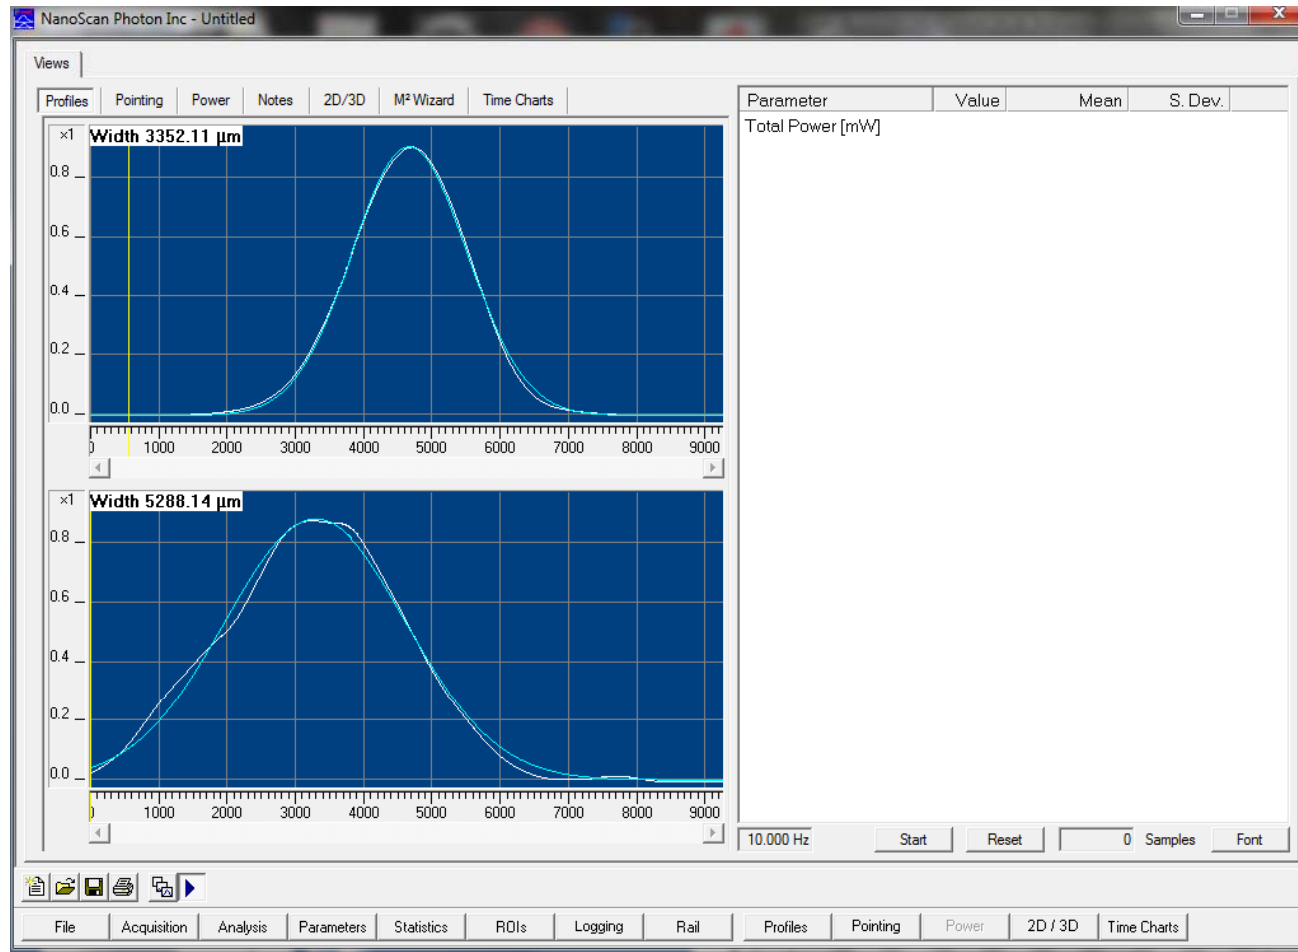 NanoScan Photon Inc - Untitled
Views
Profiles Pointing Power Notes 2D/3D M² Wizard Time Charts
Parameter Value Mean S. Dev.
Total Power [mW]
×1 Width 3352.11 µm
0.8
0.6
0.4
0.2
0.0
0 1000 2000 3000 4000 5000 6000 7000 8000 9000
×1 Width 5288.14 µm
0.8
0.6
0.4
0.2
0.0
0 1000 2000 3000 4000 5000 6000 7000 8000 9000
10.000 Hz Start Reset 0 Samples Font
File Acquisition Analysis Parameters Statistics ROIs Logging Rail Profiles Pointing Power 2D / 3D Time Charts